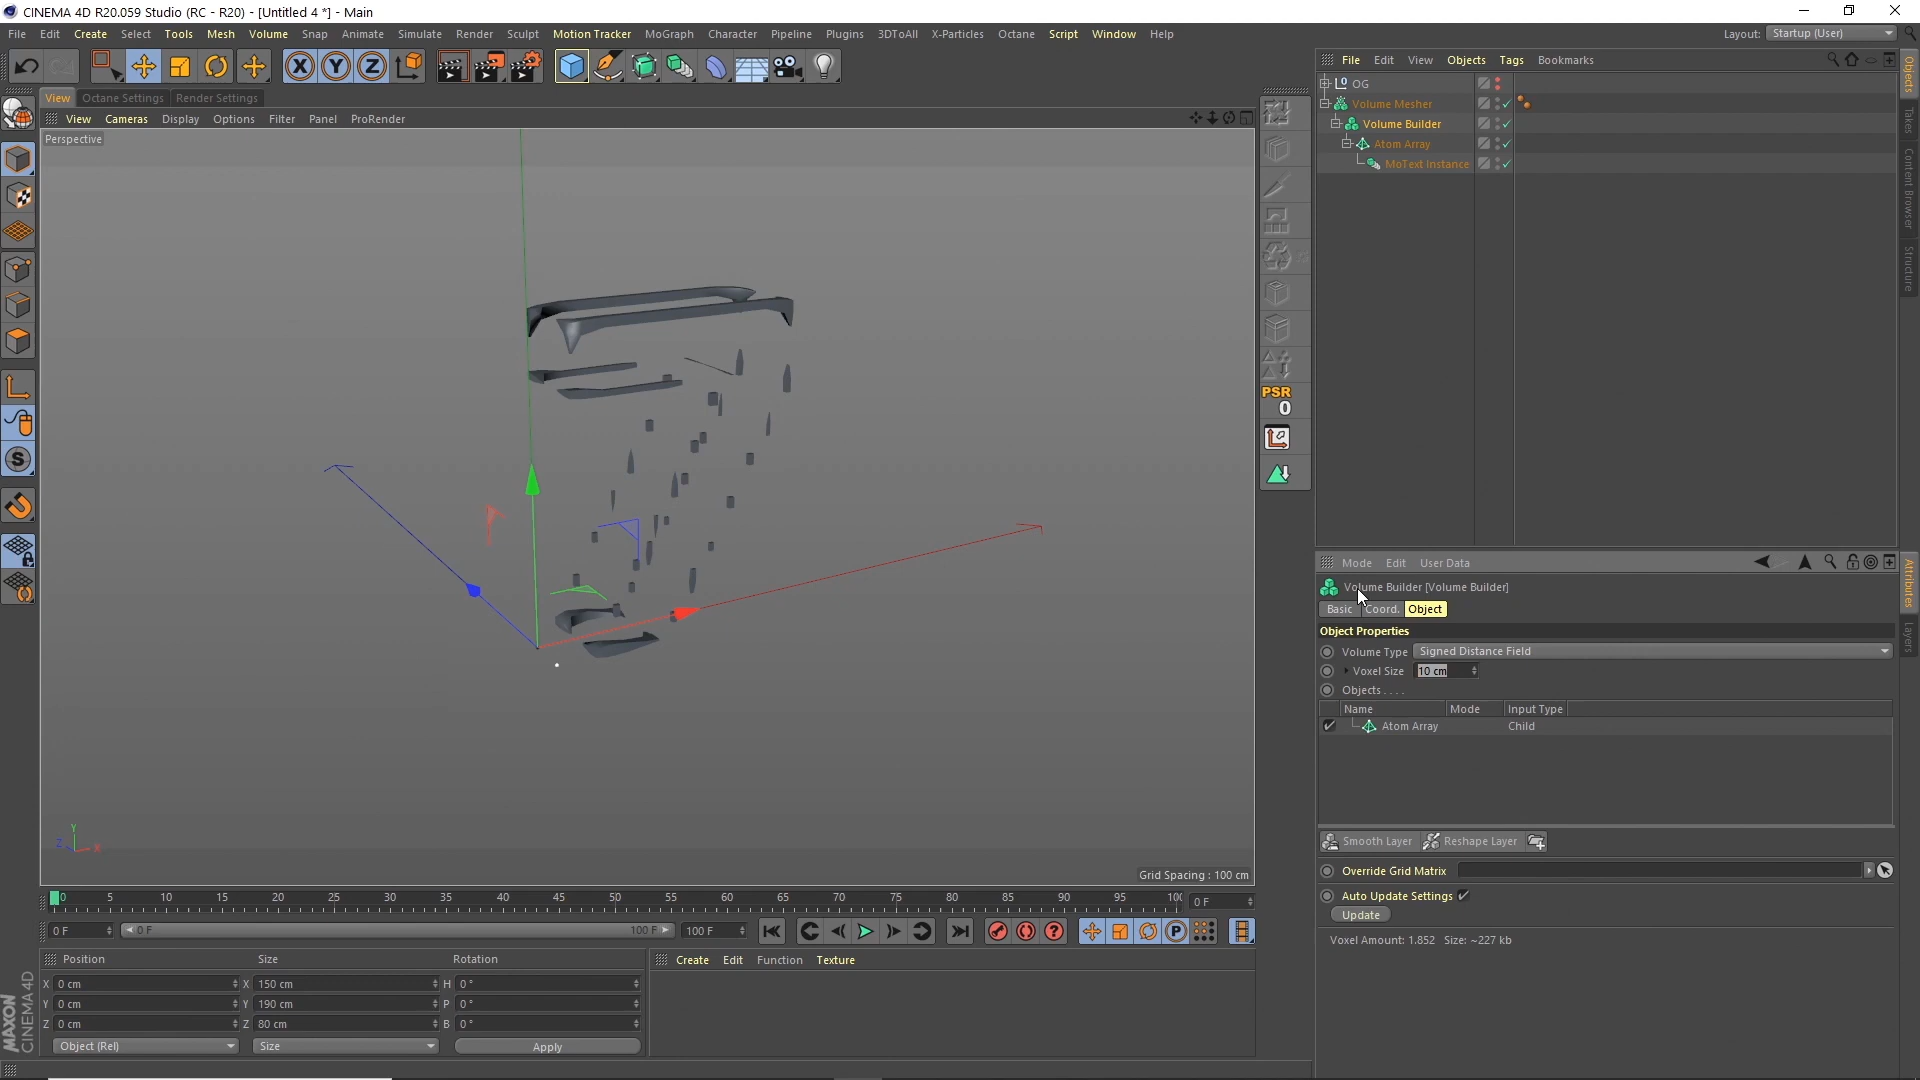 CINEMA 4D R20.059 Studio (RC - R20) - [Untitled 4 *] - Main
File Edit Create Select Tools Mesh Volume Snap Animate Simulate Render Sculpt Motion Tracker MoGraph Character Pipeline Plugins 3DToAll X-Particles Octane Script Window Help Layout: Startup (User)
X Y Z
File Edit View Objects Tags Bookmarks
View Octane Settings Render Settings
View Cameras Display Options Filter Panel ProRender
Perspective
OG
Volume Mesher
Volume Builder
Atom Array
MoText Instance
Objects
Takes
Content Browser
Structure
PSR
0
S
Y
Z X
Grid Spacing : 100 cm
Mode Edit User Data
Volume Builder [Volume Builder]
Basic Coord. Object
Object Properties
Volume Type Signed Distance Field
Voxel Size 10 cm
Objects . . . .
Name Mode Input Type
Atom Array Child
Smooth Layer Reshape Layer
Override Grid Matrix
Auto Update Settings
Update
Voxel Amount: 1.852 Size: ~227 kb
Attributes
Layers
0 5 10 15 20 25 30 35 40 45 50 55 60 65 70 75 80 85 90 95 100 0 F
0 F 0 F 100 F 100 F
P
Position Size Rotation
X 0 cm X 150 cm H 0 °
Y 0 cm Y 190 cm P 0 °
Z 0 cm Z 80 cm B 0 °
Object (Rel) Size Apply
Create Edit Function Texture
MAXON
CINEMA 4D